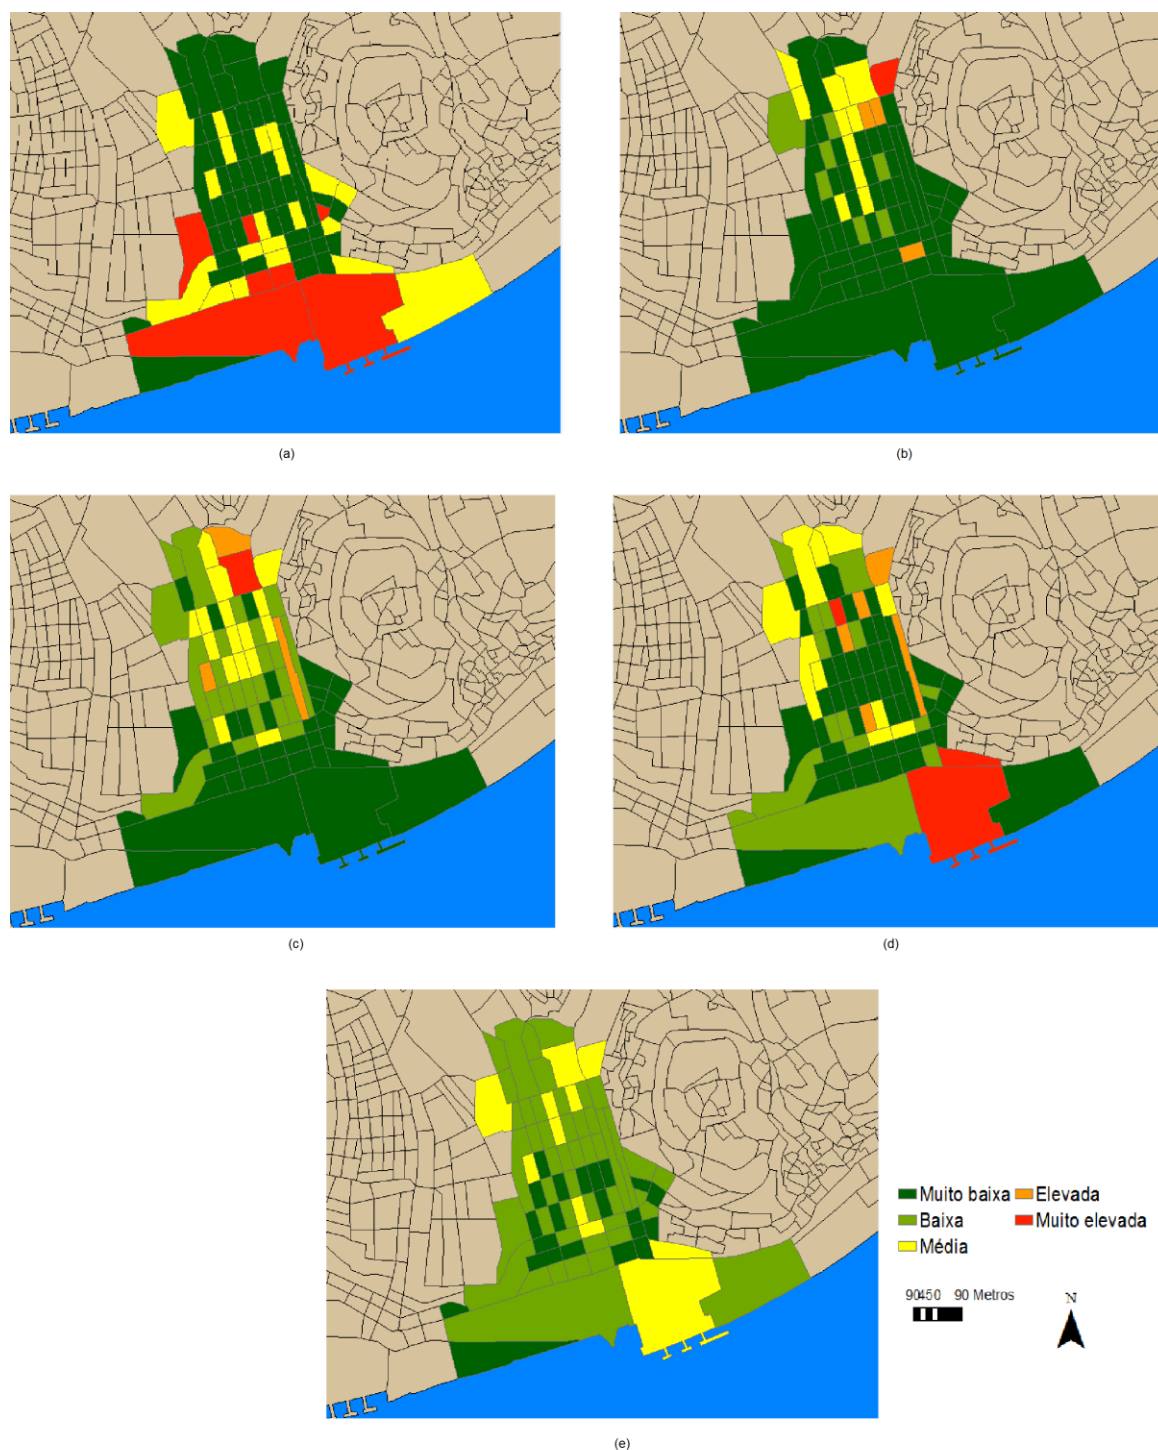 (a)
(b)
(c)
(d)
Muito baixa
Elevada
Baixa
Muito elevada
Média
90450 90 Metros
N
(e)